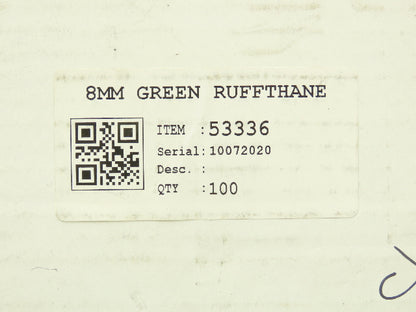 8MM GREEN RUFFTHANE
ITEM :53336
Serial:10072020
Desc. :
QTY :100